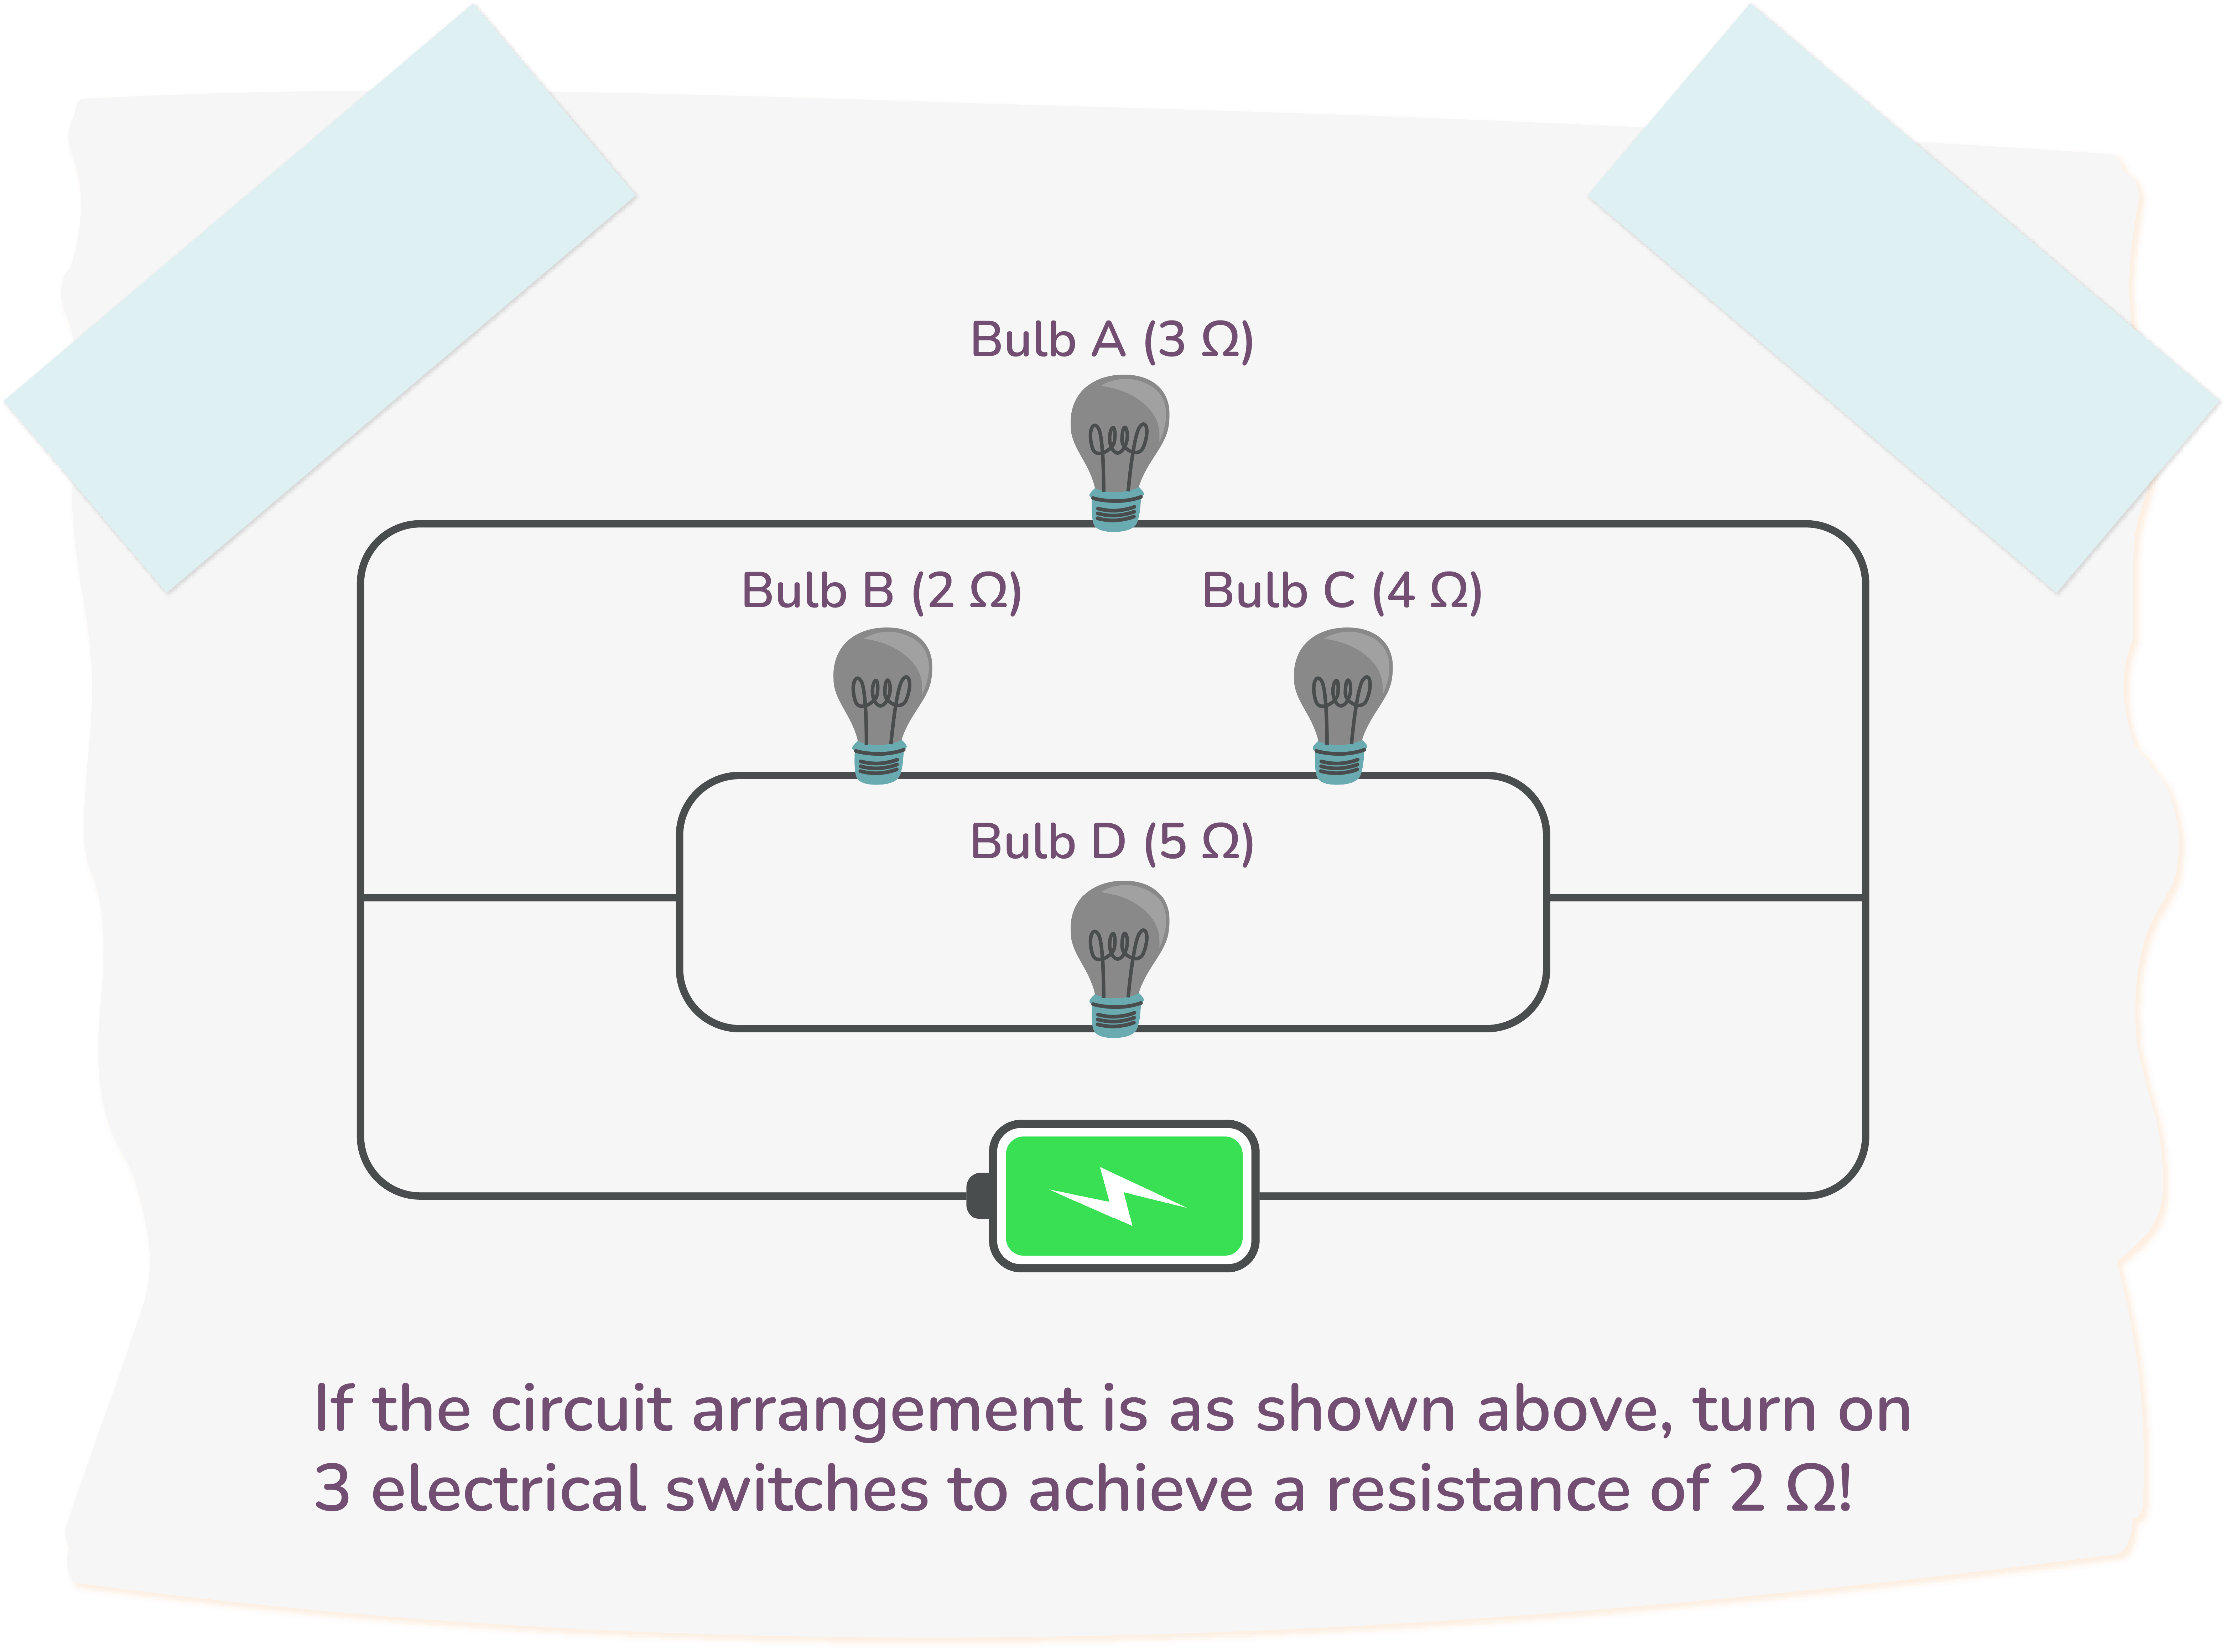 Bulb A (3 Ω)
Bulb B (2 Ω)
Bulb C (4 Ω)
Bulb D (5 Ω)
If the circuit arrangement is as shown above, turn on
3 electrical switches to achieve a resistance of 2 Ω!